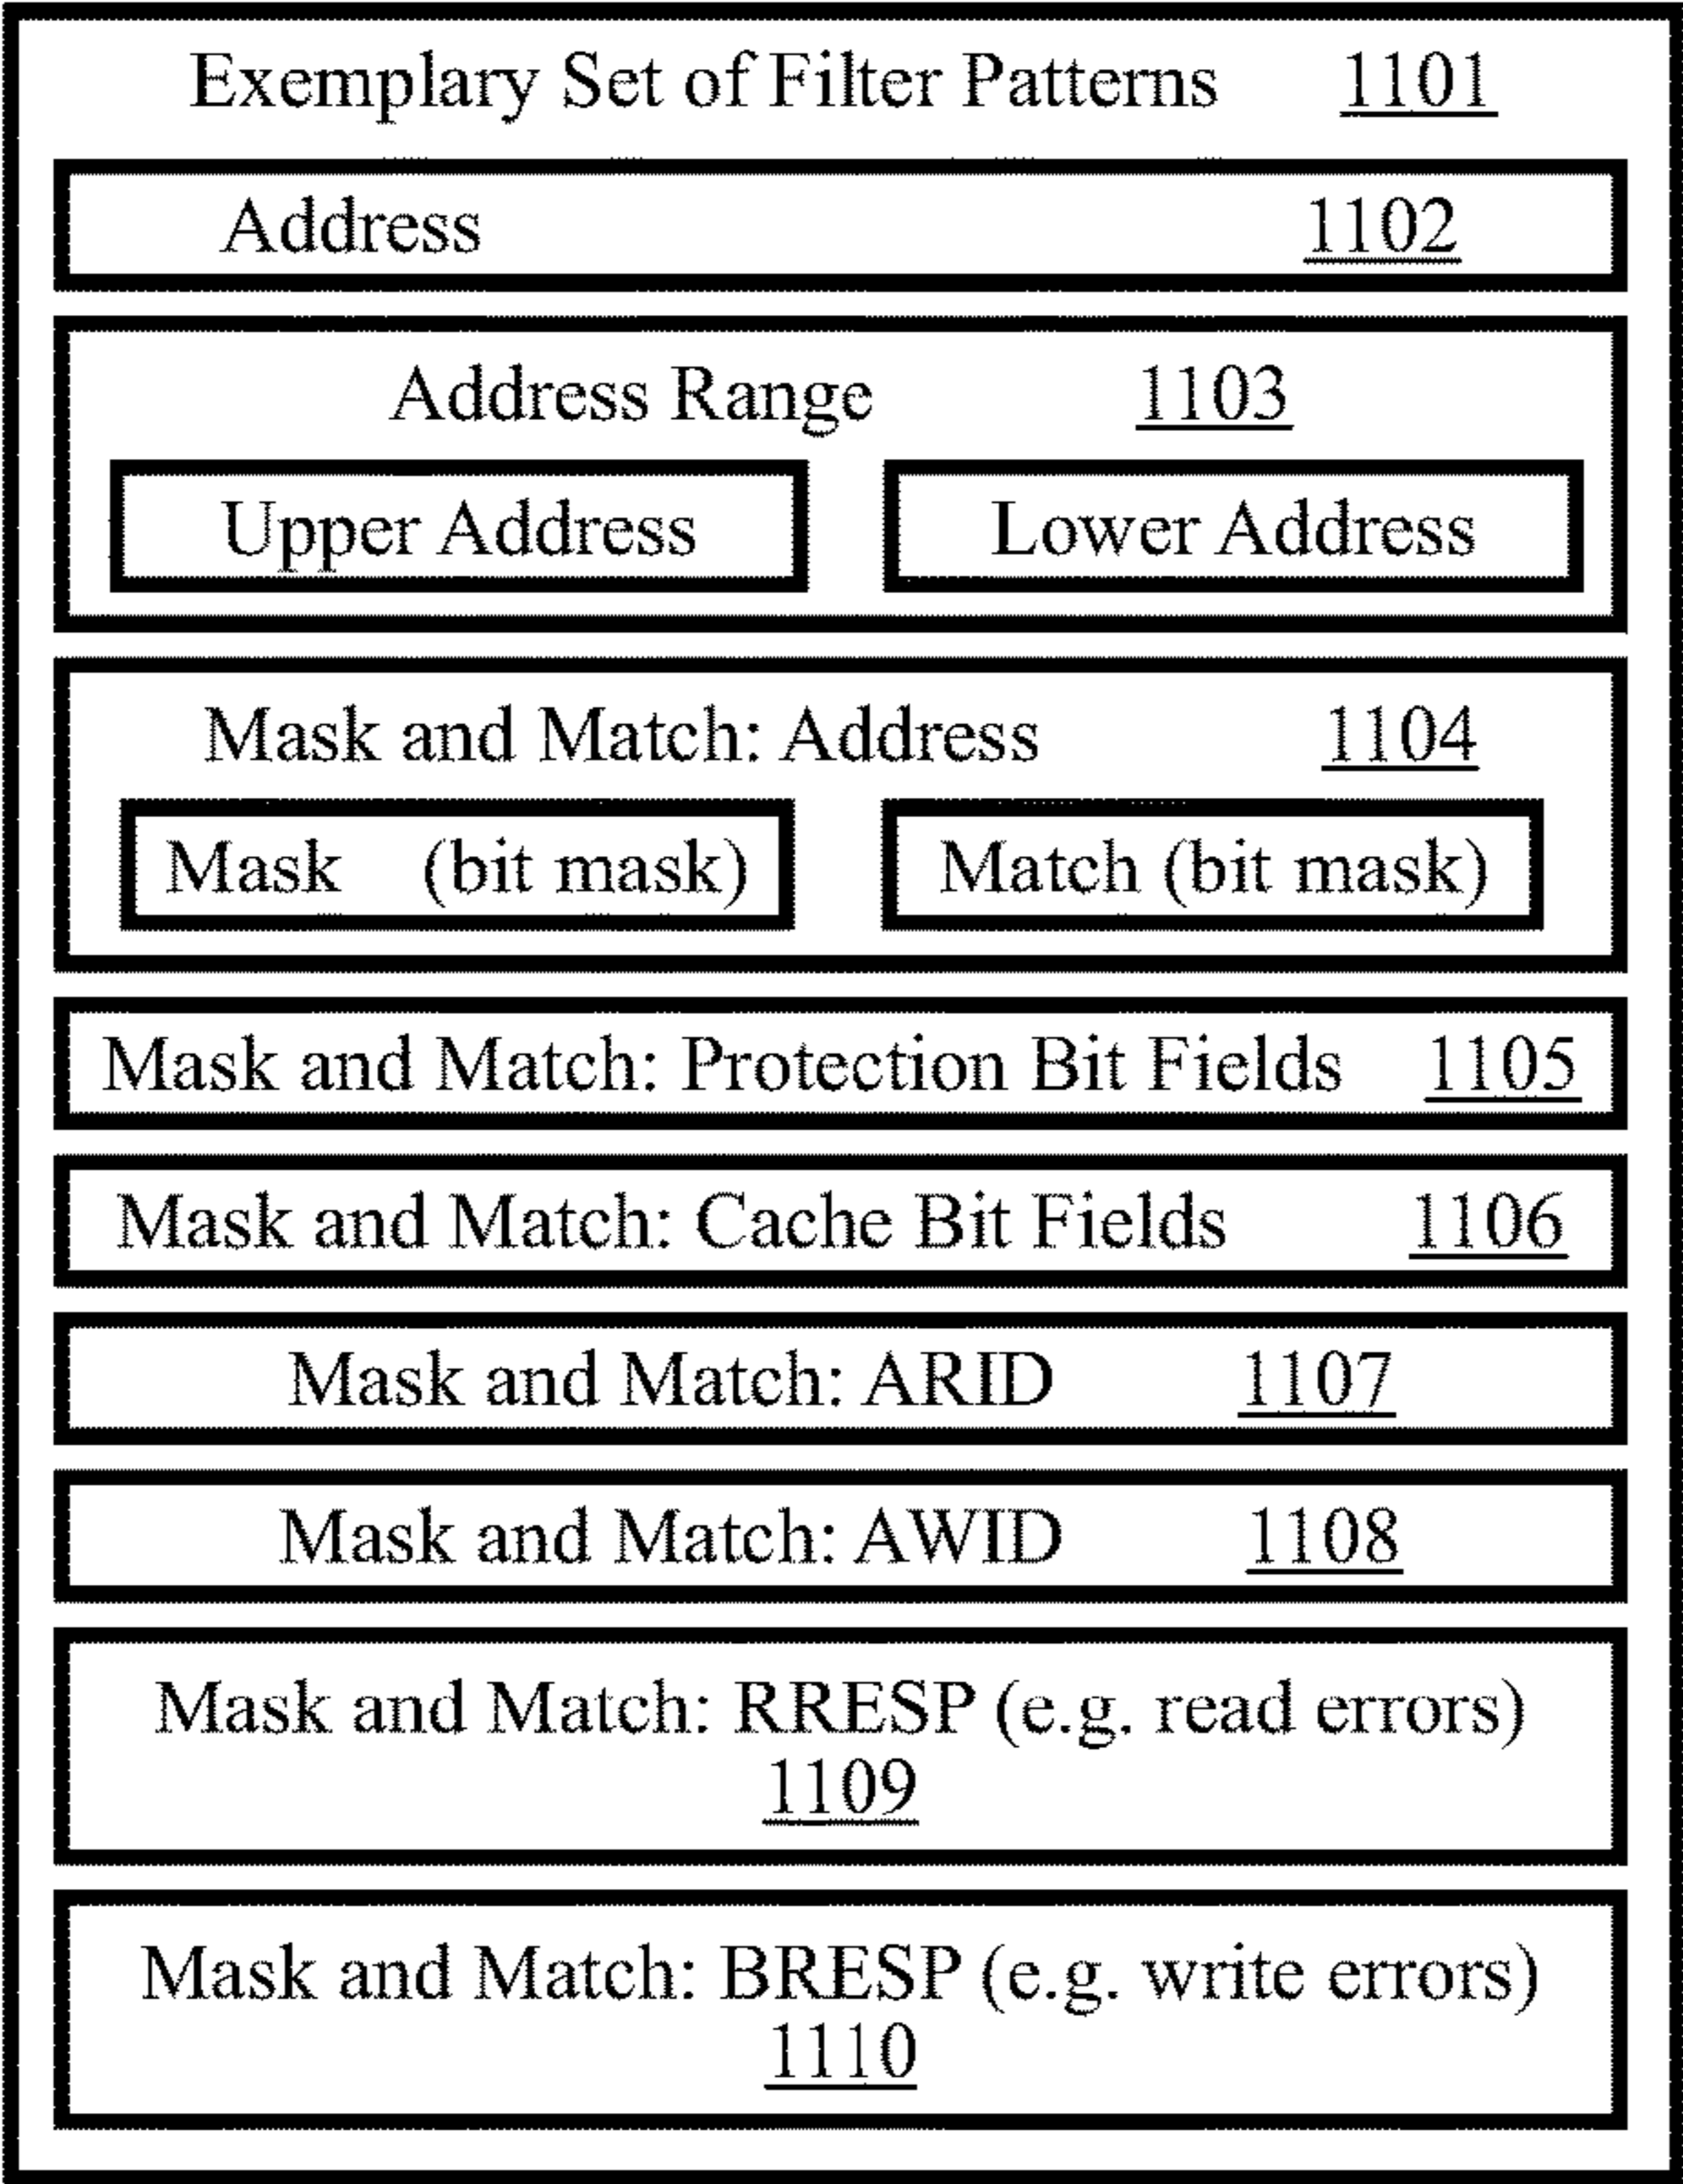 Exemplary Set of Filter Patterns 1101
Address 1102
Address Range 1103
Upper Address Lower Address
Mask and Match: Address 1104
Mask (bit mask) Match (bit mask)
Mask and Match: Protection Bit Fields 1105
Mask and Match: Cache Bit Fields 1106
Mask and Match: ARID 1107
Mask and Match: AWID 1108
Mask and Match: RRESP (e.g. read errors)
1109
Mask and Match: BRESP (e.g. write errors)
1110